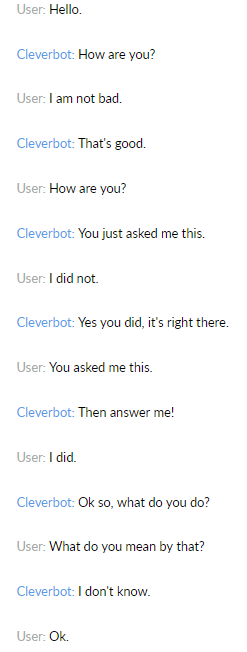 User: Hello.
Cleverbot: How are you?
User: I am not bad.
Cleverbot: That's good.
User: How are you?
Cleverbot: You just asked me this.
User: I did not.
Cleverbot: Yes you did, it's right there.
User: You asked me this.
Cleverbot: Then answer me!
User: I did.
Cleverbot: Ok so, what do you do?
User: What do you mean by that?
Cleverbot: I don't know.
User: Ok.